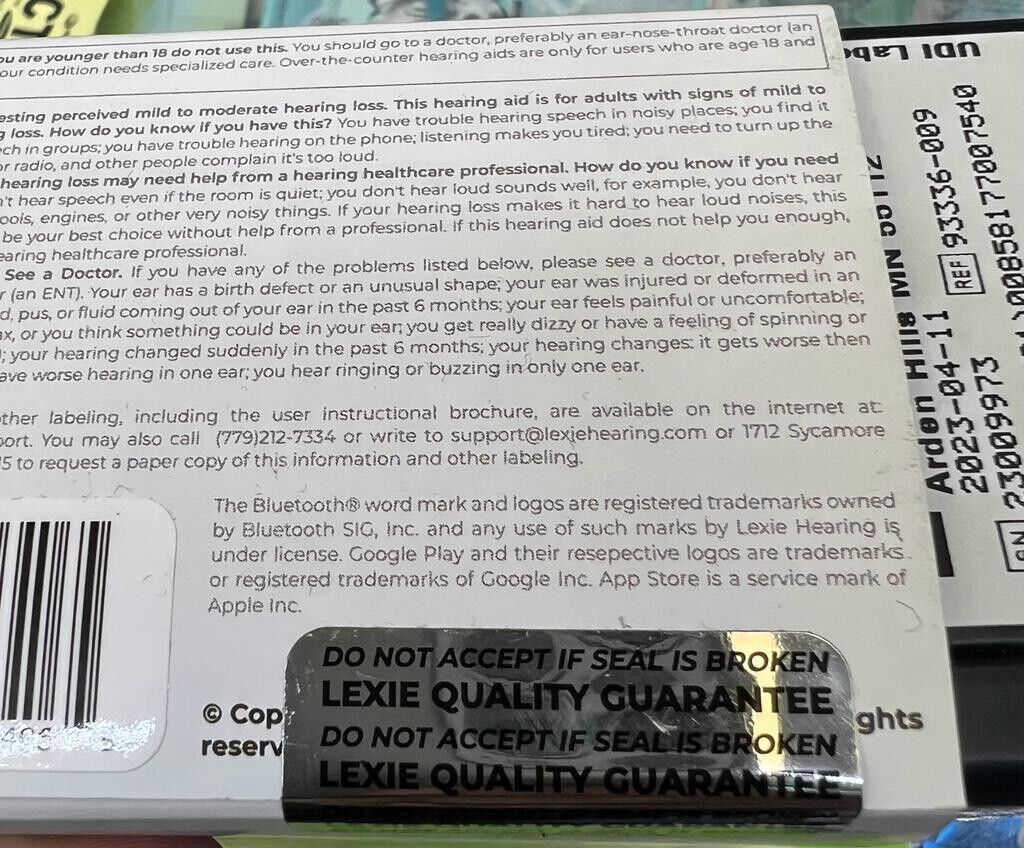 ou are younger than 18 do not use this. You should go to a doctor, preferably an ear-nose-throat doctor (an
our condition needs specialized care. Over-the-counter hearing aids are only for users who are age 18 and
esting perceived mild to moderate hearing loss. This hearing aid is for adults with signs of mild to
g loss. How do you know if you have this? You have trouble hearing speech in noisy places; you find it
ch in groups; you have trouble hearing on the phone; listening makes you tired; you need to turn up the
or radio, and other people complain it's too loud.
hearing loss may need help from a hearing healthcare professional. How do you know if you need
n't hear speech even if the room is quiet; you don't hear loud sounds well, for example, you don't hear
ools, engines, or other very noisy things. If your hearing loss makes it hard to hear loud noises, this
be your best choice without help from a professional. If this hearing aid does not help you enough,
earing healthcare professional.
See a Doctor. If you have any of the problems listed below, please see a doctor, preferably an
r (an ENT). Your ear has a birth defect or an unusual shape; your ear was injured or deformed in an
d, pus, or fluid coming out of your ear in the past 6 months; your ear feels painful or uncomfortable;
ax, or you think something could be in your ear; you get really dizzy or have a feeling of spinning or
; your hearing changed suddenly in the past 6 months; your hearing changes: it gets worse then
ave worse hearing in one ear; you hear ringing or buzzing in only one ear.
ther labeling, including the user instructional brochure, are available on the internet at:
port. You may also call (779)212-7334 or write to support@lexiehearing.com or 1712 Sycamore
15 to request a paper copy of this information and other labeling.
The Bluetooth® word mark and logos are registered trademarks owned
by Bluetooth SIG, Inc. and any use of such marks by Lexie Hearing is
under license. Google Play and their resepective logos are trademarks
or registered trademarks of Google Inc. App Store is a service mark of
Apple Inc.
© Cop ghts
reserv
DO NOT ACCEPT IF SEAL IS BROKEN
LEXIE QUALITY GUARANTEE
DO NOT ACCEPT IF SEAL IS BROKEN
LEXIE QUALITY GUARANTEE
UDI Labe
Arden Hills MN 55112
2023-04-11 REF 93336-009
23009973
00858177007540